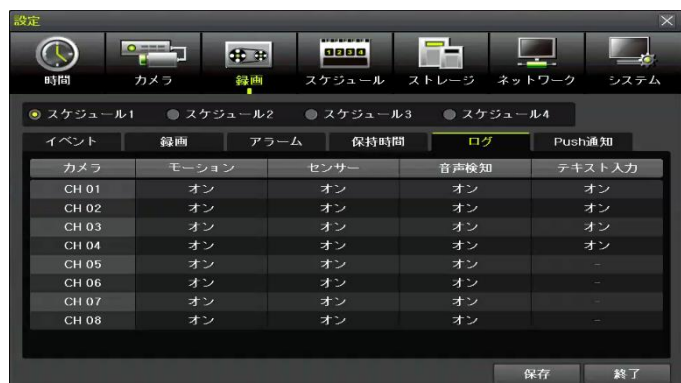 設定
時間 カメラ 録画 スケジュール ストレージ ネットワーク システム
スケジュール1 スケジュール2 スケジュール3 スケジュール4
イベント 録画 アラーム 保持時間 ログ Push通知
カメラ モーション センサー 音声検知 テキスト入力
CH 01 オン オン オン オン
CH 02 オン オン オン オン
CH 03 オン オン オン オン
CH 04 オン オン オン オン
CH 05 オン オン オン -
CH 06 オン オン オン -
CH 07 オン オン オン -
CH 08 オン オン オン -
保存 終了